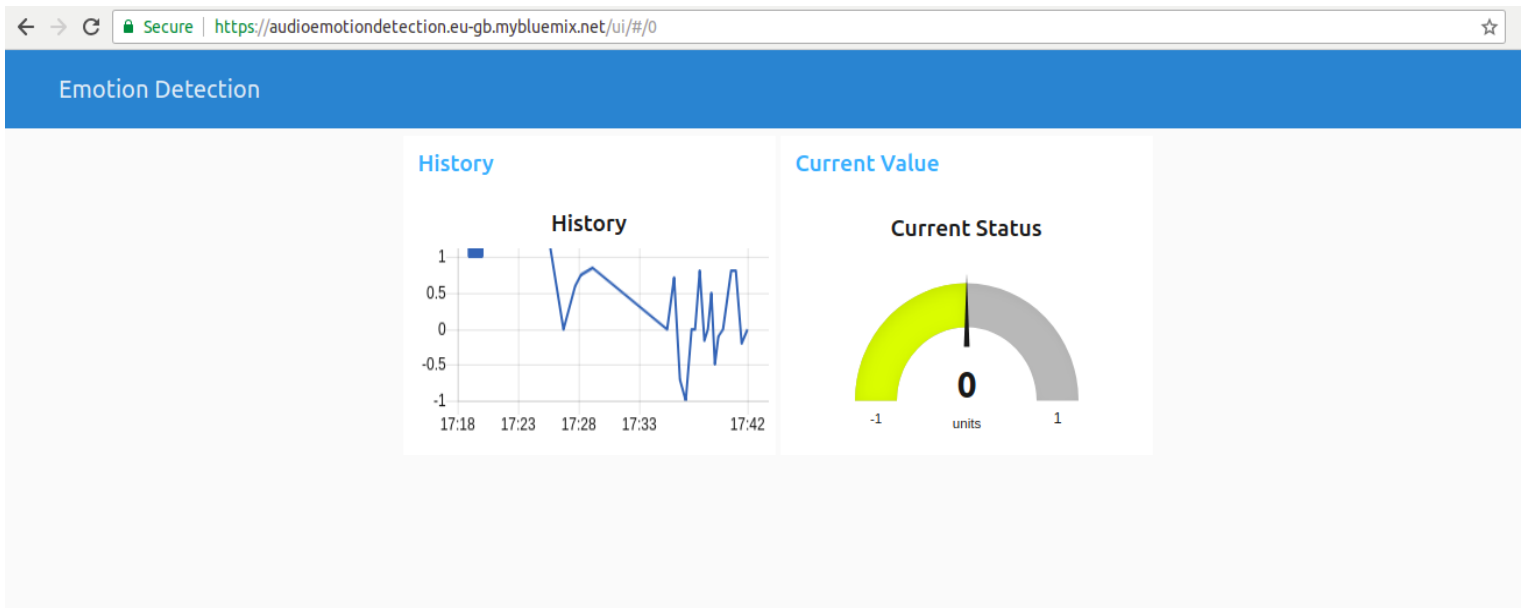 Secure | https://audioemotiondetection.eu-gb.mybluemix.net/ui/#/0
Emotion Detection
History
History
1
0.5
0
-0.5
-1
17:18 17:23 17:28 17:33 17:42
Current Value
Current Status
0
-1 units 1